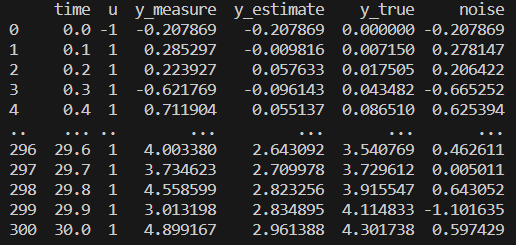 time u y_measure y_estimate y_true noise
0 0.0 -1 -0.207869 -0.207869 0.000000 -0.207869
1 0.1 1 0.285297 -0.009816 0.007150 0.278147
2 0.2 1 0.223927 0.057633 0.017505 0.206422
3 0.3 1 -0.621769 -0.096143 0.043482 -0.665252
4 0.4 1 0.711904 0.055137 0.086510 0.625394
.. ... .. ... ... ... ...
296 29.6 1 4.003380 2.643092 3.540769 0.462611
297 29.7 1 3.734623 2.709978 3.729612 0.005011
298 29.8 1 4.558599 2.823256 3.915547 0.643052
299 29.9 1 3.013198 2.834895 4.114833 -1.101635
300 30.0 1 4.899167 2.961388 4.301738 0.597429